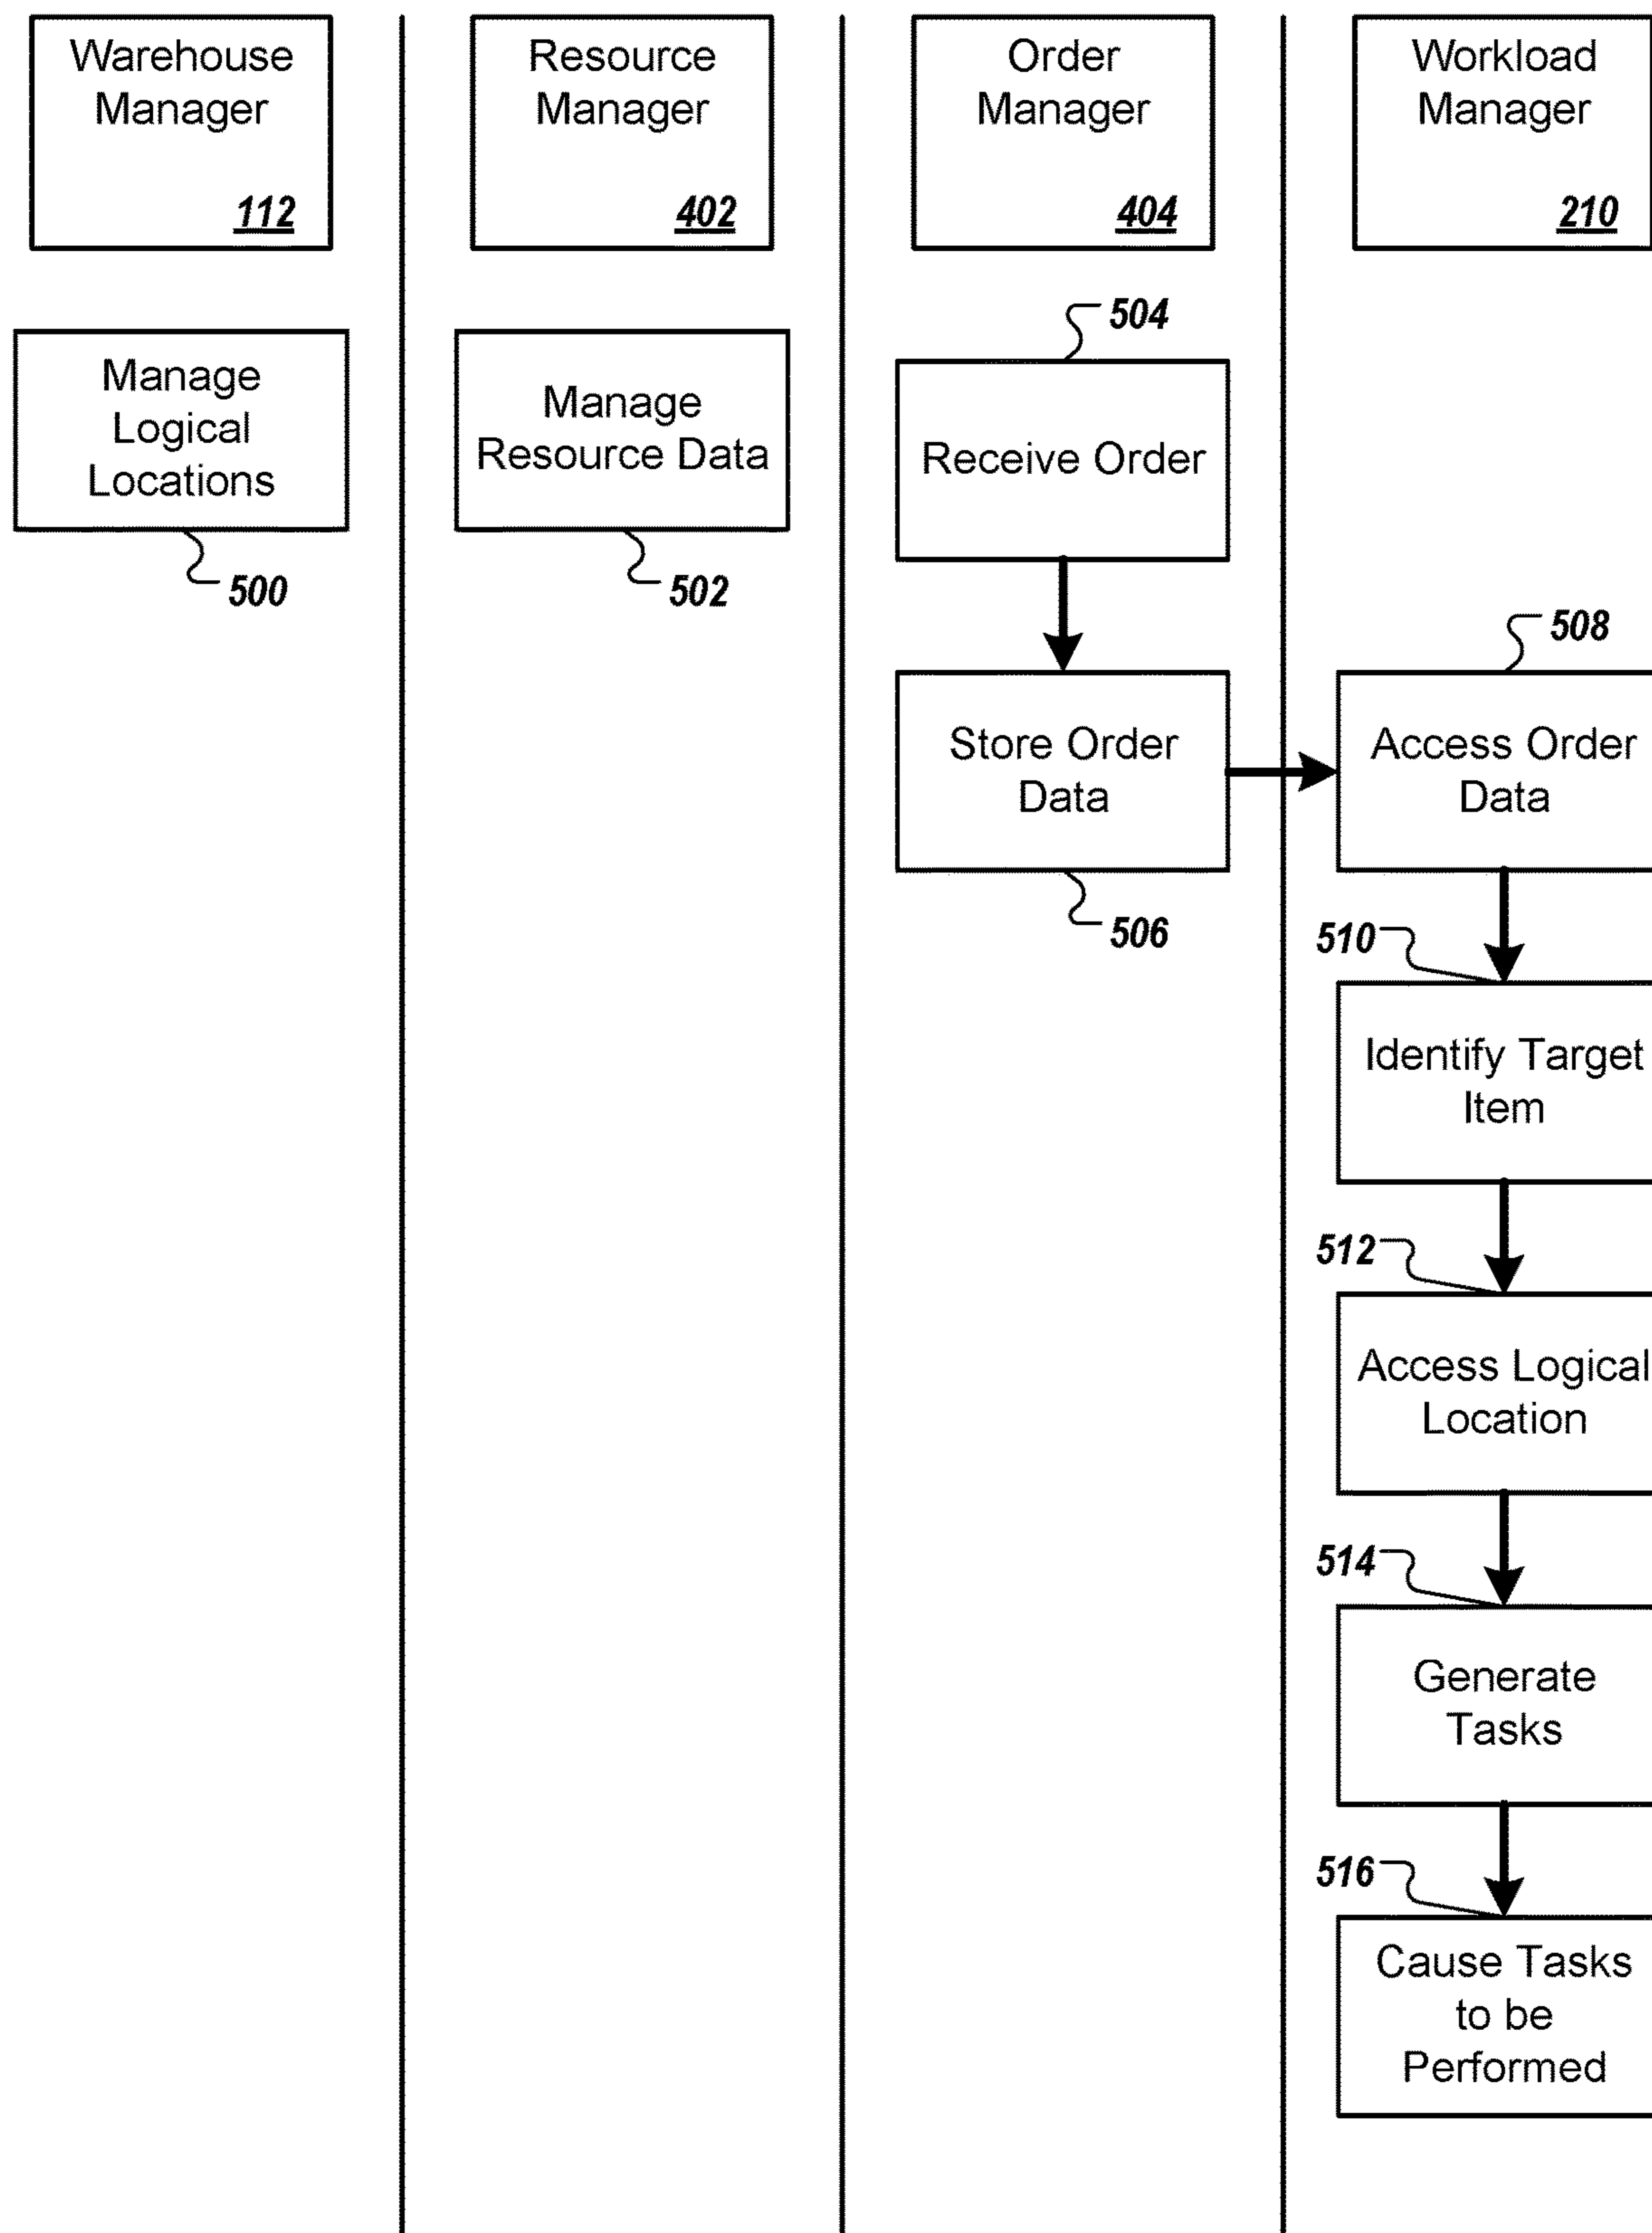 Warehouse
Manager
112
Resource
Manager
402
Order
Manager
404
Workload
Manager
210
Manage
Logical
Locations
500
Manage
Resource Data
502
504
Receive Order
Store Order
Data
506
508
Access Order
Data
510
Identify Target
Item
512
Access Logical
Location
514
Generate
Tasks
516
Cause Tasks
to be
Performed